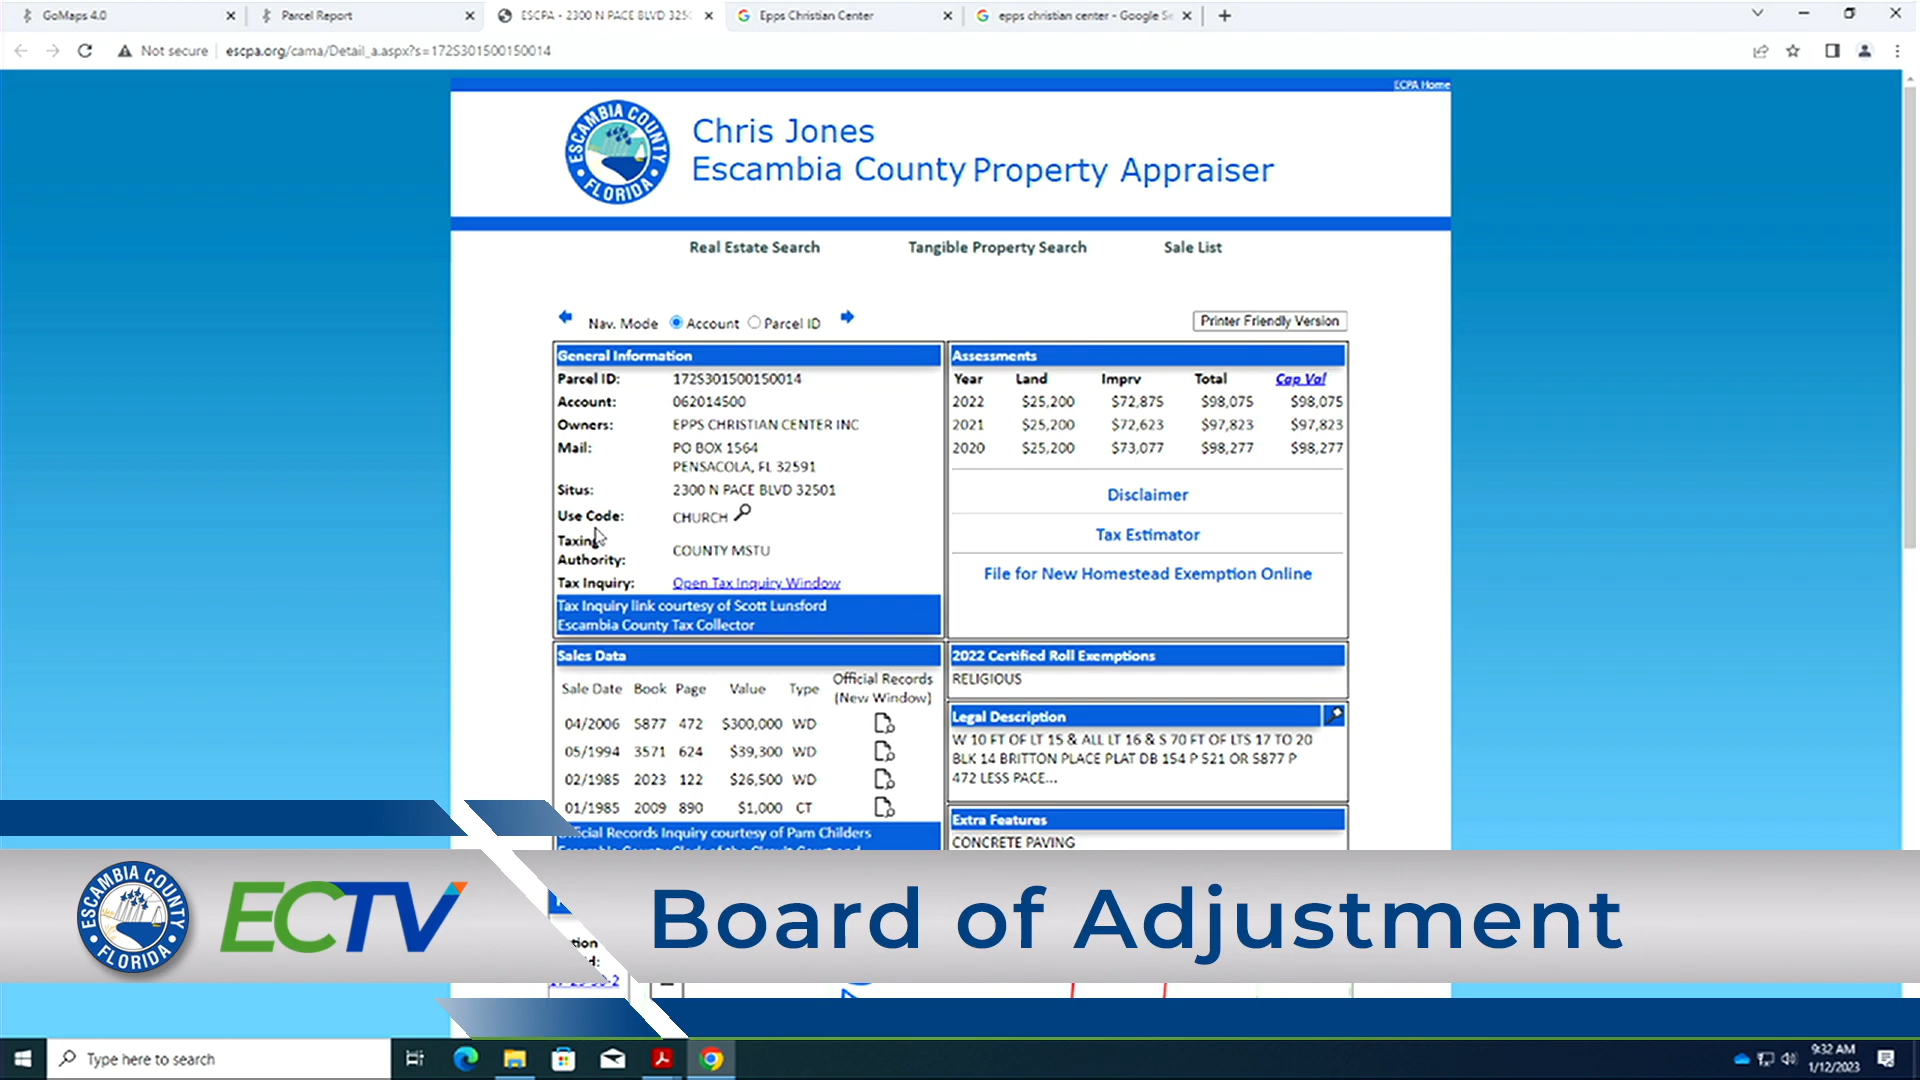 GoMaps 4.0
Parcel Report
ESCPA - 2300 N PACE BLVD 325
Epps Christian Center
epps christian center - Google Se
Not secure
escpa.org/cama/Detail_a.aspx?s=172S301500150014
ECPA Home
ESCAMBIA COUNTY
FLORIDA
Chris Jones
Escambia County Property Appraiser
Real Estate Search Tangible Property Search Sale List
Nav. Mode Account Parcel ID
Printer Friendly Version
General Information
Parcel ID: 172S301500150014
Account: 062014500
Owners: EPPS CHRISTIAN CENTER INC
Mail: PO BOX 1564
PENSACOLA, FL 32591
Situs: 2300 N PACE BLVD 32501
Use Code: CHURCH
Taxing
Authority: COUNTY MSTU
Tax Inquiry: Open Tax Inquiry Window
Tax Inquiry link courtesy of Scott Lunsford
Escambia County Tax Collector
Assessments
Year Land Imprv Total Cap Val
2022 $25,200 $72,875 $98,075 $98,075
2021 $25,200 $72,623 $97,823 $97,823
2020 $25,200 $73,077 $98,277 $98,277
Disclaimer
Tax Estimator
File for New Homestead Exemption Online
Sales Data
Sale Date Book Page Value Type Official Records
(New Window)
04/2006 5877 472 $300,000 WD
05/1994 3571 624 $39,300 WD
02/1985 2023 122 $26,500 WD
01/1985 2009 890 $1,000 CT
Official Records Inquiry courtesy of Pam Childers
2022 Certified Roll Exemptions
RELIGIOUS
Legal Description
W 10 FT OF LT 15 & ALL LT 16 & S 70 FT OF LTS 17 TO 20
BLK 14 BRITTON PLACE PLAT DB 154 P 521 OR 5877 P
472 LESS PACE...
Extra Features
CONCRETE PAVING
ESCAMBIA COUNTY
FLORIDA
ECTV
Board of Adjustment
Type here to search
9:32 AM
1/12/2023